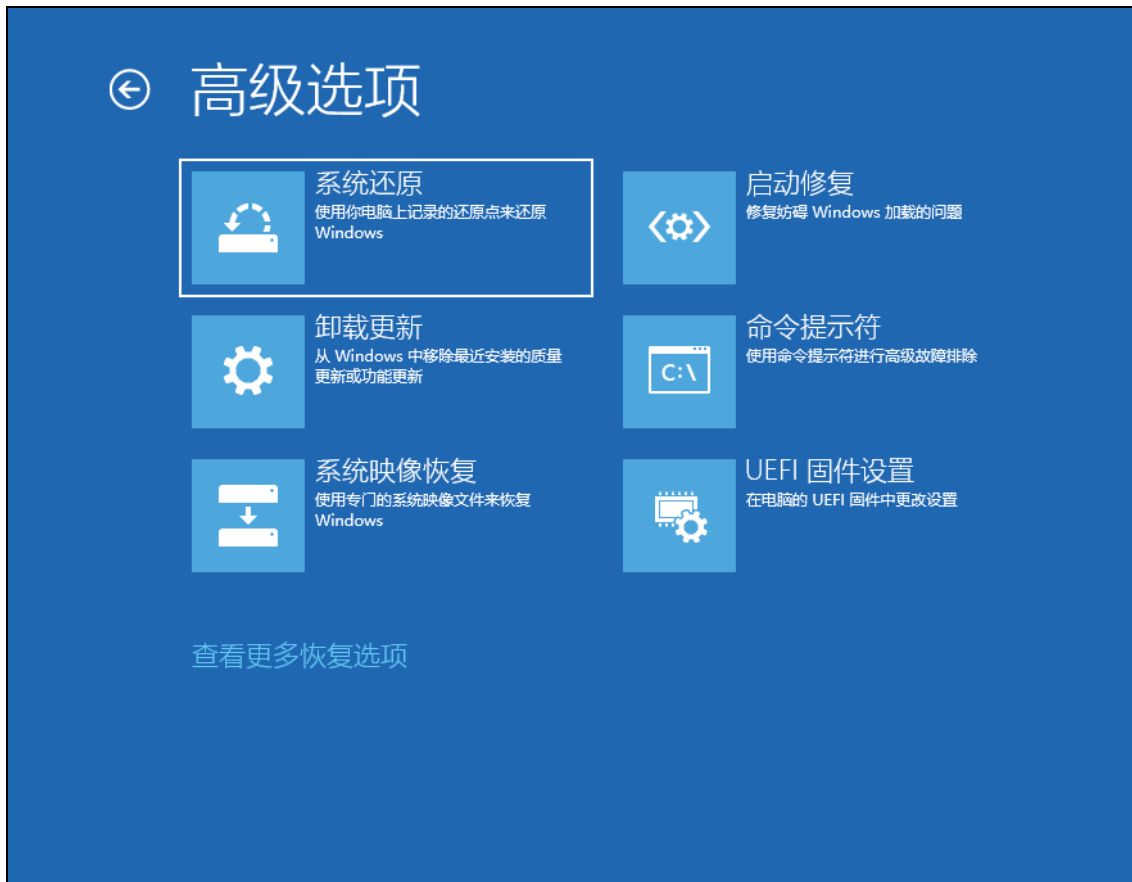 高级选项
系统还原
使用你电脑上记录的还原点来还原
Windows
启动修复
修复妨碍 Windows 加载的问题
卸载更新
从 Windows 中移除最近安装的质量
更新或功能更新
命令提示符
使用命令提示符进行高级故障排除
C:\
系统映像恢复
使用专门的系统映像文件来恢复
Windows
UEFI 固件设置
在电脑的 UEFI 固件中更改设置
查看更多恢复选项